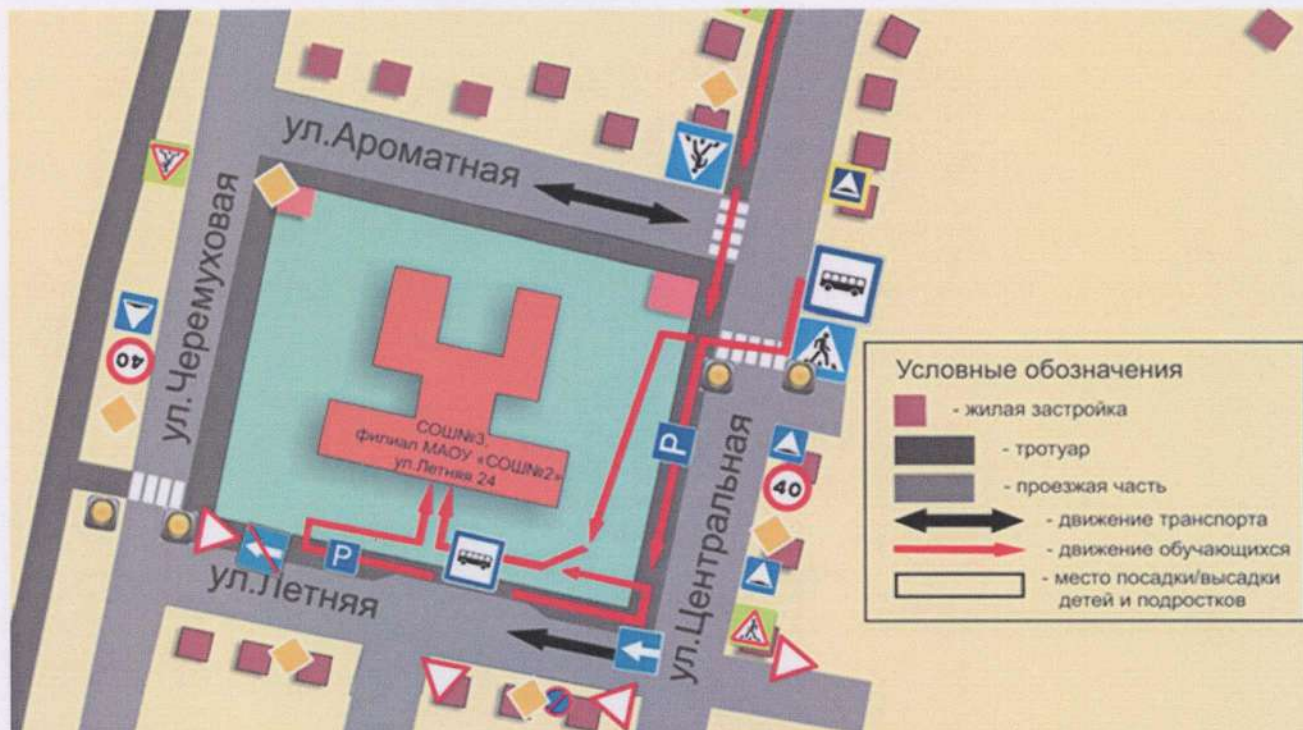 ул.Ароматная
ул.Черемуховая
40
СОШ№3,
филиал МАОУ «СОШ№2»
ул.Летняя 24
P
P
ул.Летняя
ул.Центральная
40
Условные обозначения
- жилая застройка
- тротуар
- проезжая часть
- движение транспорта
- движение обучающихся
- место посадки/высадки
детей и подростков